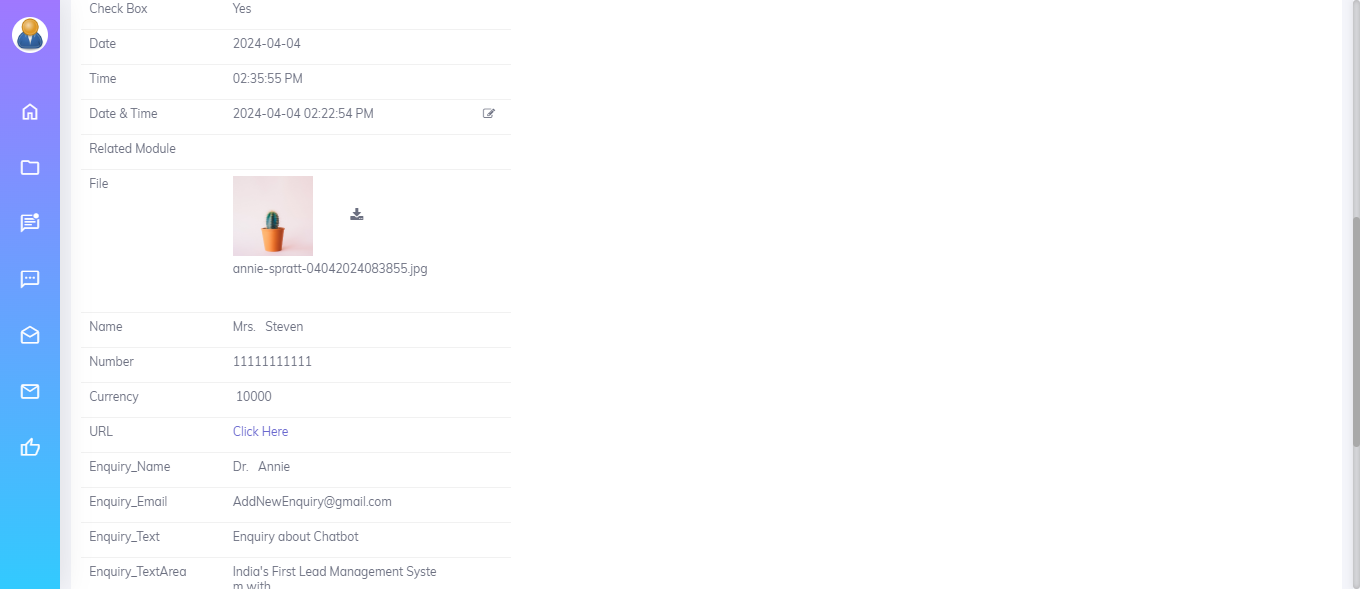 Check Box Yes
Date 2024-04-04
Time 02:35:55 PM
Date & Time 2024-04-04 02:22:54 PM
Related Module
File
annie-spratt-04042024083855.jpg
Name Mrs. Steven
Number 11111111111
Currency 10000
URL Click Here
Enquiry_Name Dr. Annie
Enquiry_Email AddNewEnquiry@gmail.com
Enquiry_Text Enquiry about Chatbot
Enquiry_TextArea India's First Lead Management Syste
m with